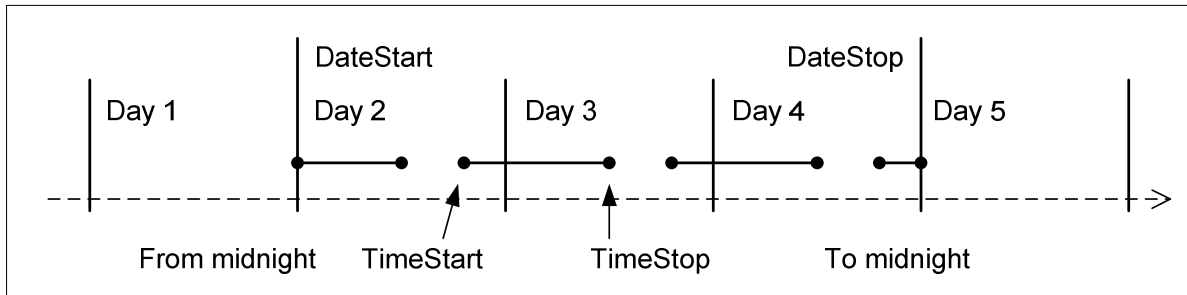 DateStart DateStop
Day 1 Day 2 Day 3 Day 4 Day 5
From midnight TimeStart TimeStop To midnight